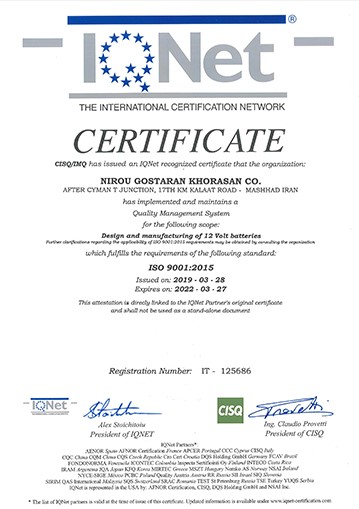 IQNet ®
THE INTERNATIONAL CERTIFICATION NETWORK
CERTIFICATE
CISQ/IMQ has issued an IQNet recognized certificate that the organization:
NIROU GOSTARAN KHORASAN CO.
AFTER CYMAN T JUNCTION, 17TH KM KALAAT ROAD - MASHHAD IRAN
has implemented and maintains a
Quality Management System
for the following scope:
Design and manufacturing of 12 Volt batteries
Further clarifications regarding the applicability of ISO 9001:2015 requirements may be obtained by consulting the organization
which fulfills the requirements of the following standard:
ISO 9001:2015
Issued on: 2019 - 03 - 28
Expires on: 2022 - 03 - 27
This attestation is directly linked to the IQNet Partner's original certificate
and shall not be used as a stand-alone document
Registration Number: IT - 125686
IQNet
CISQ
Alex Stoichitoiu
President of IQNET
Ing. Claudio Provetti
President of CISQ
IQNet Partners*:
AENOR Spain AFNOR Certification France APCER Portugal CCC Cyprus CISQ Italy
CQC China CQM China CQS Czech Republic Cro Cert Croatia DQS Holding GmbH Germany FCAV Brazil
FONDONORMA Venezuela ICONTEC Colombia Inspecta Sertifiointi Oy Finland INTECO Costa Rica
IRAM Argentina JQA Japan KFQ Korea MIRTEC Greece MSZT Hungary Nemko AS Norway NSAI Ireland
NYCE-SIGE México PCBC Poland Quality Austria Austria RR Russia SII Israel SIQ Slovenia
SIRIM QAS International Malaysia SQS Switzerland SRAC Romania TEST St Petersburg Russia TSE Turkey YUQS Serbia
IQNet is represented in the USA by: AFNOR Certification, CISQ, DQS Holding GmbH and NSAI Inc.
* The list of IQNet partners is valid at the time of issue of this certificate. Updated information is available under www.iqnet-certification.com